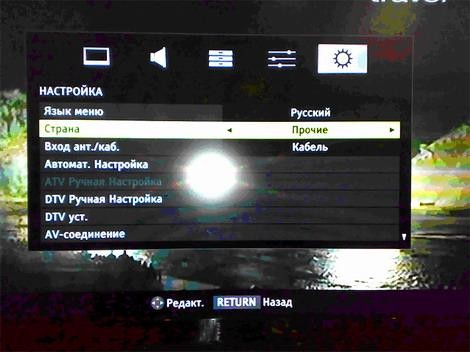 НАСТРОЙКА
Язык меню Русский
Страна Прочие
Вход ант./каб. Кабель
Автомат. Настройка
ATV Ручная Настройка
DTV Ручная Настройка
DTV уст.
AV-соединение
Редакт. RETURN Назад